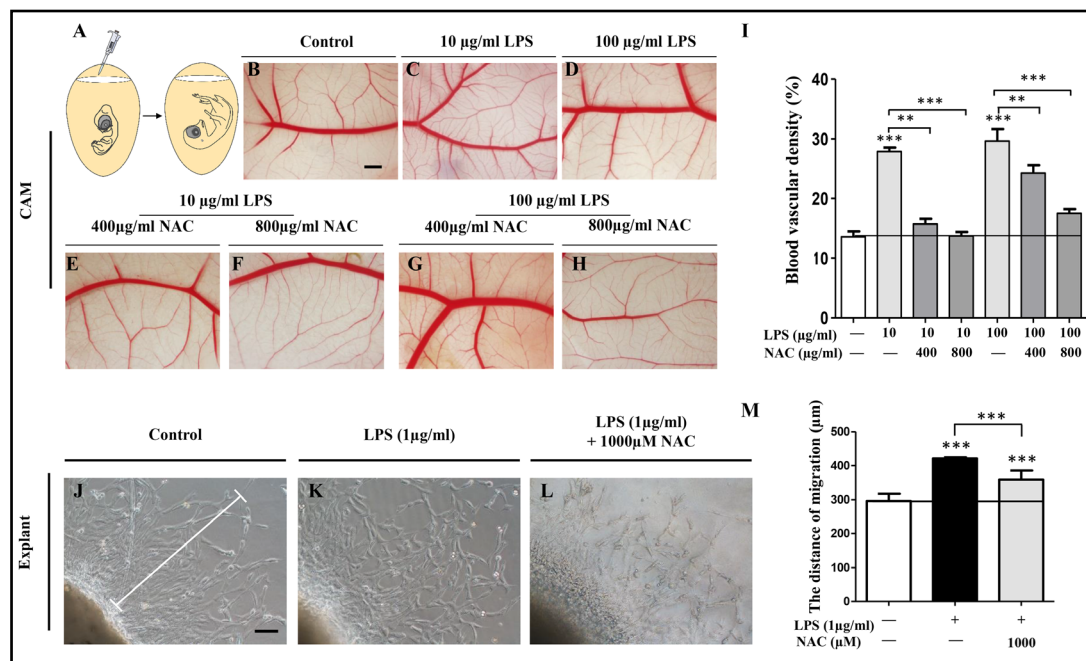 A
Control
10 µg/ml LPS
100 µg/ml LPS
B
C
D
CAM
10 µg/ml LPS
100 µg/ml LPS
400µg/ml NAC
800µg/ml NAC
400µg/ml NAC
800µg/ml NAC
E
F
G
H
I
Blood vascular density (%)
40
30
20
10
0
***
**
***
***
**
***
LPS (µg/ml)
— 10 10 10 100 100 100
NAC (µg/ml)
— — 400 800 — 400 800
Explant
Control
LPS (1µg/ml)
LPS (1µg/ml)
+ 1000µM NAC
J
K
L
M
The distance of migration (µm)
500
400
300
200
100
0
***
***
***
LPS (1µg/ml) — + +
NAC (µM) — — 1000